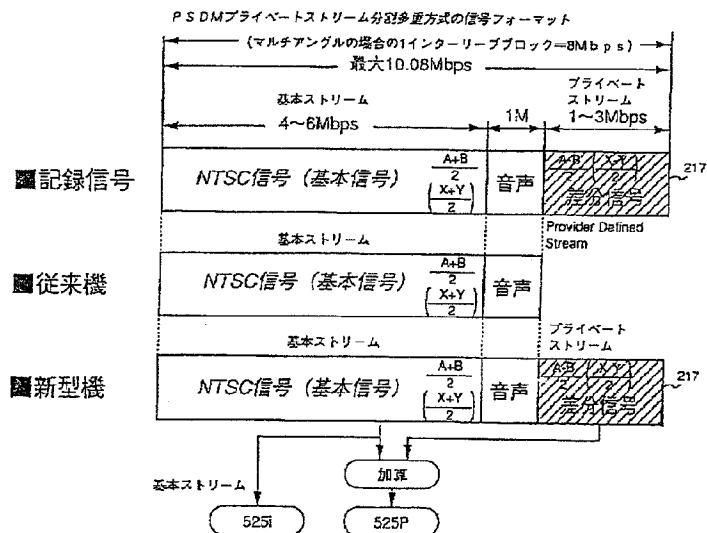 PSDMプライベートストリーム分割多重方式の信号フォーマット
(マルチアングルの場合の1インターリーブブロック=8Mbps)
最大10.08Mbps
基本ストリーム
4〜6Mbps
1M
プライベート
ストリーム
1〜3Mbps
記録信号
NTSC信号(基本信号)
A+B
2
(X+Y
2)
音声
A-B
2
X-Y
2
差分信号
217
Provider Defined
Stream
基本ストリーム
従来機
NTSC信号(基本信号)
A+B
2
(X+Y
2)
音声
基本ストリーム
プライベート
ストリーム
新型機
NTSC信号(基本信号)
A+B
2
(X+Y
2)
音声
A-B
2
X-Y
2
差分信号
217
加算
基本ストリーム
525i
525P